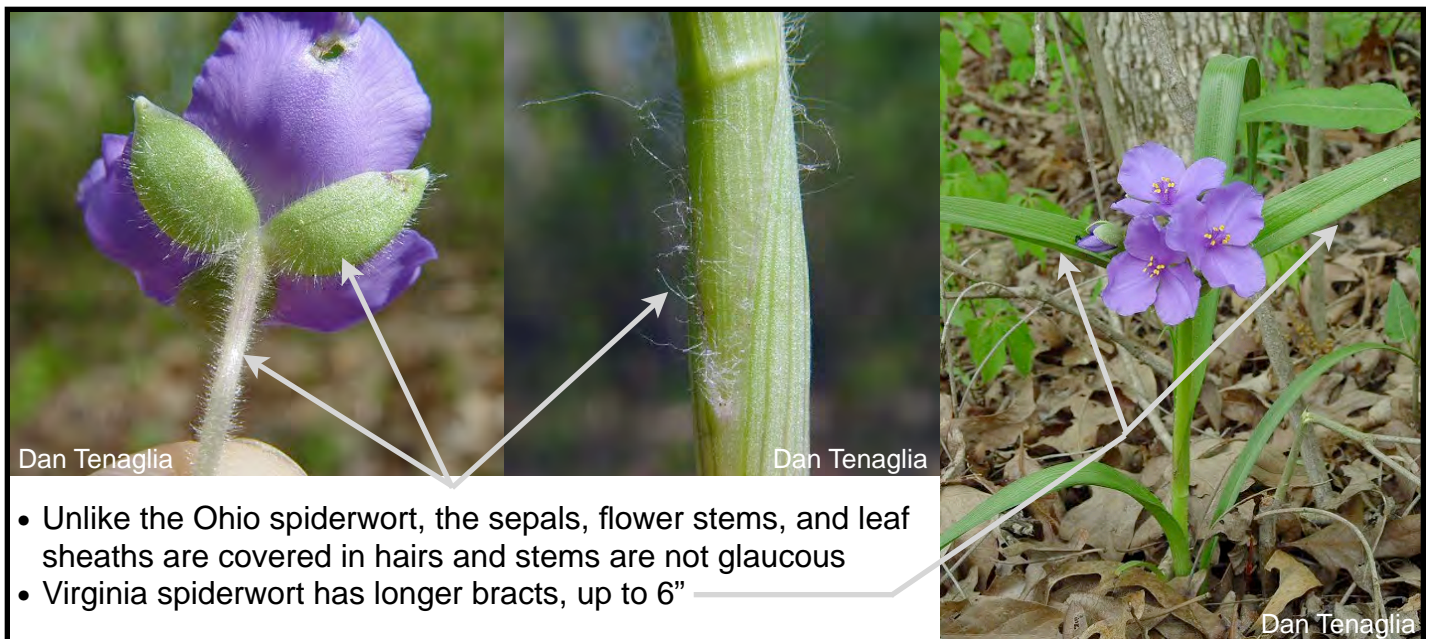 Dan Tenaglia
Dan Tenaglia
• Unlike the Ohio spiderwort, the sepals, flower stems, and leaf
sheaths are covered in hairs and stems are not glaucous
• Virginia spiderwort has longer bracts, up to 6”
Dan Tenaglia